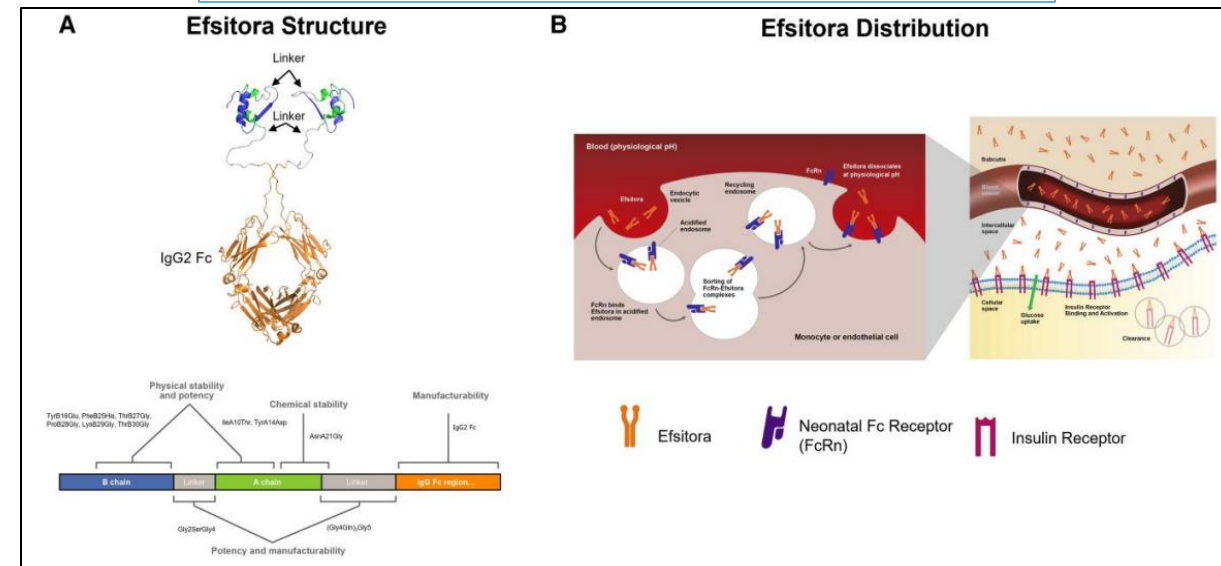 A
Efsitora Structure
Linker
Linker
IgG2 Fc
Physical stability
and potency
Chemical stability
Manufacturability
TyrB16Glu, PheB25His, ThrB27Gly,
ProB28Gly, LysB29Gly, ThrB30Gly
IleA10Thr, TyrA14Asp
AsnA21Gly
IgG2 Fc
B chain
Linker
A chain
Linker
IgG Fc region...
Gly2SerGly4
Potency and manufacturability
B
Efsitora Distribution
Blood (physiological pH)
Efsitora
Endocytic
vesicle
Acidified
endosome
Recycling
endosome
FcRn
Efsitora dissociates
at physiological pH
FcRn binds
Efsitora in acidified
endosome
Sorting of
FcRn-Efsitora
complexes
Monocyte or endothelial cell
Subcutis
Blood
vessel
Intercellular
space
Cellular
space
Glucose
uptake
Insulin Receptor
Binding and Activation
Clearance
Efsitora
Neonatal Fc Receptor
(FcRn)
Insulin Receptor